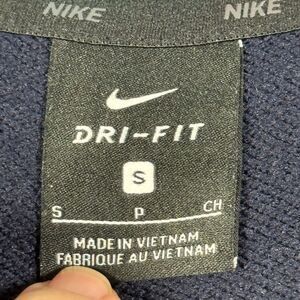 NIKE NIKE
DRI-FIT
S
S P CH
MADE IN VIETNAM
FABRIQUE AU VIETNAM